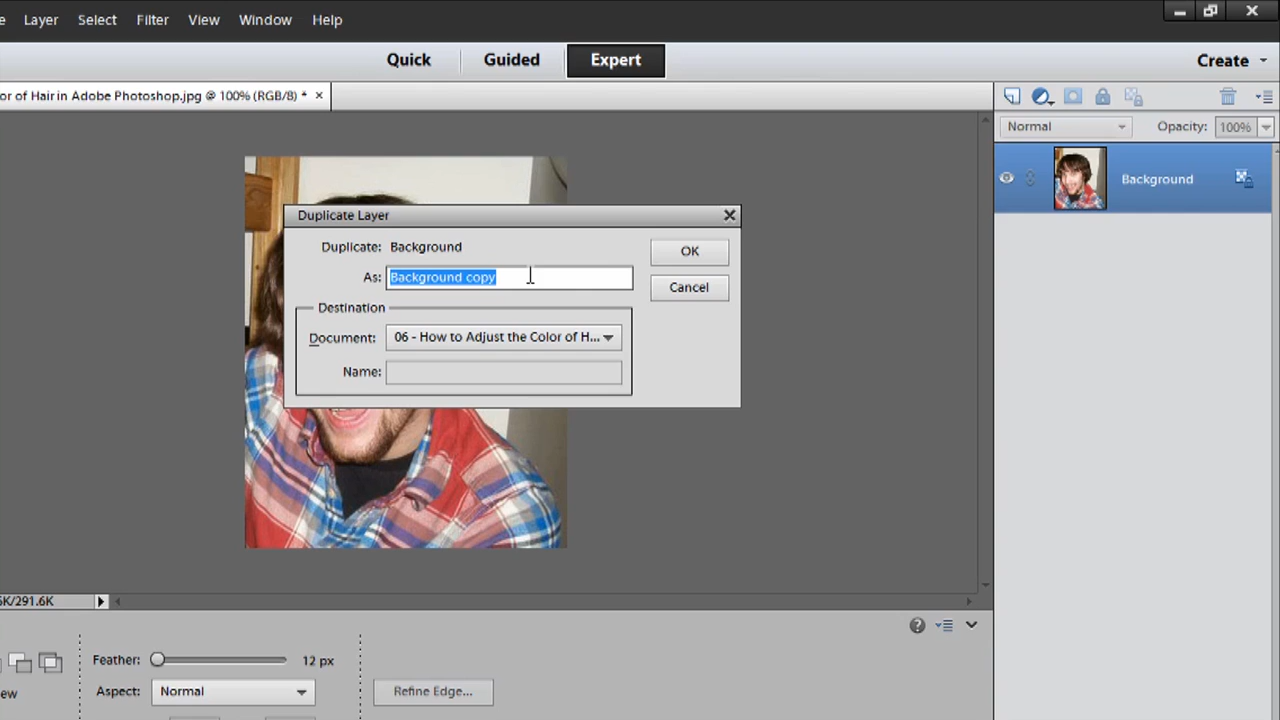 Layer Select Filter View Window Help
Quick Guided Expert Create
or of Hair in Adobe Photoshop.jpg @ 100% (RGB/8) *
Normal Opacity: 100%
Background
Duplicate Layer
Duplicate: Background
OK
As: Background copy
Cancel
Destination
Document: 06 - How to Adjust the Color of H...
Name:
K/291.6K
Feather: 12 px
ew
Aspect: Normal
Refine Edge...